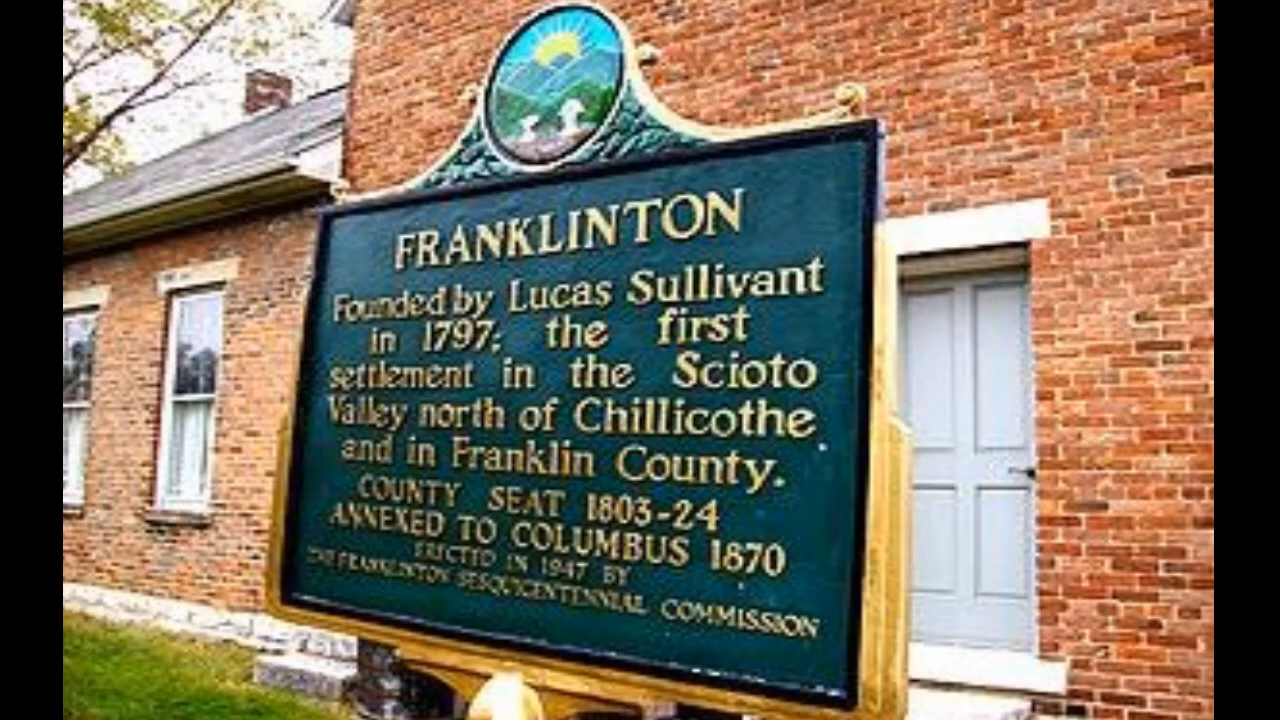 FRANKLINTON
Founded by Lucas Sullivant
in 1797; the first
settlement in the Scioto
Valley north of Chillicothe
and in Franklin County.
COUNTY SEAT 1803-24
ANNEXED TO COLUMBUS 1870
ERECTED IN 1947 BY
THE FRANKLINTON SESQUICENTENNIAL COMMISSION